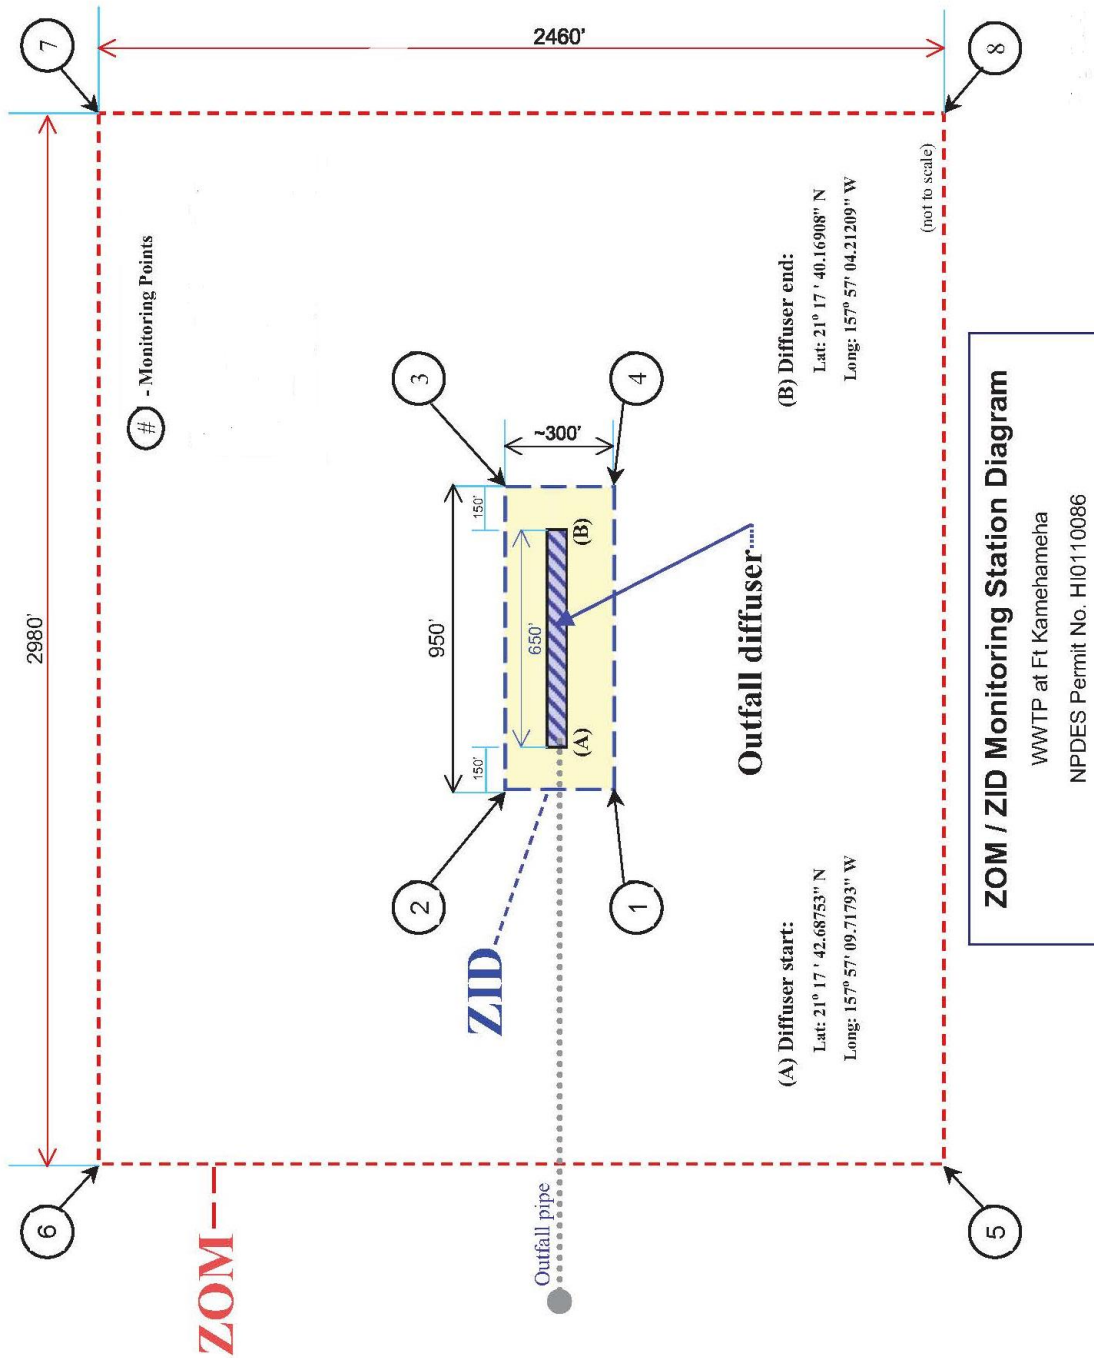 2980'
2460'
6
7
5
8
# - Monitoring Points
ZOM
2
3
1
4
950'
150'
150'
650'
~300'
(A)
(B)
ZID
Outfall pipe
Outfall diffuser
(A) Diffuser start:
Lat: 21° 17 ' 42.68753" N
Long: 157° 57' 09.71793" W
(B) Diffuser end:
Lat: 21° 17 ' 40.16908" N
Long: 157° 57' 04.21209" W
(not to scale)
ZOM / ZID Monitoring Station Diagram
WWTP at Ft Kamehameha
NPDES Permit No. HI0110086